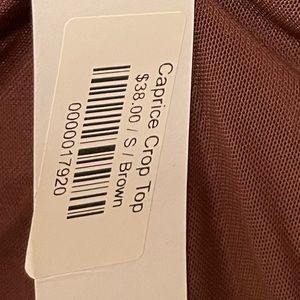 Caprice Crop Top
$38.00 / S / Brown
0000017920